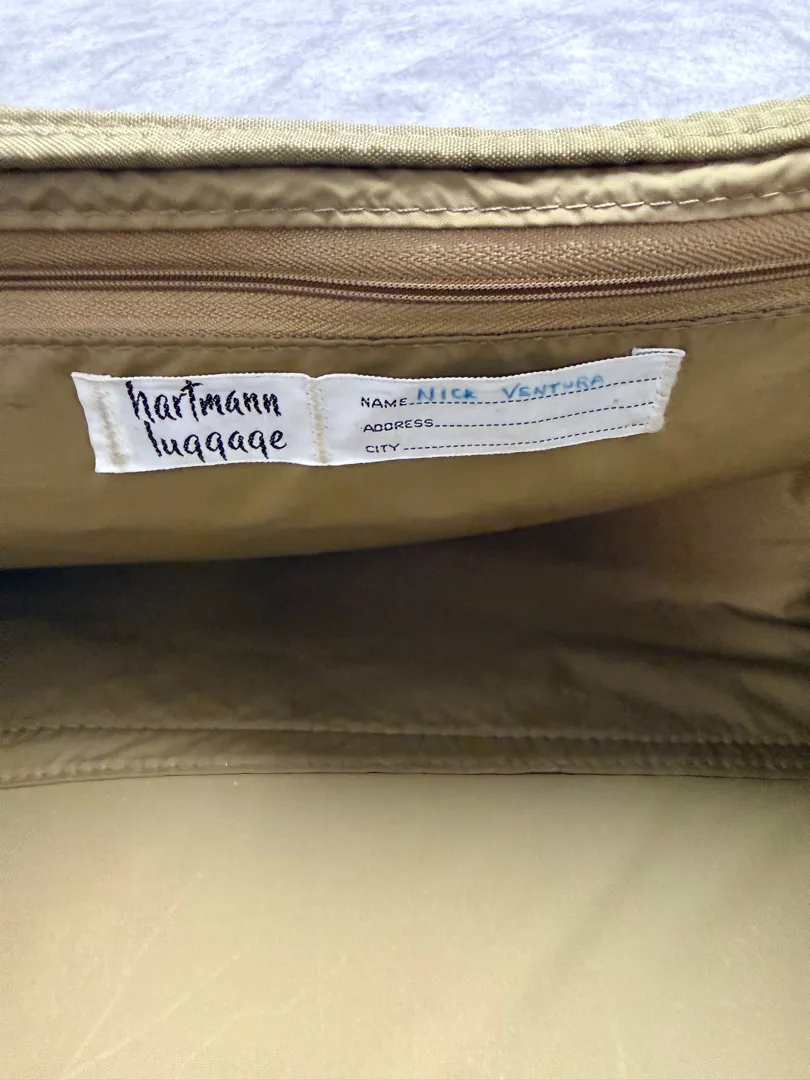 hartmann
luggage
NAME NICK VENTURA
ADDRESS
CITY